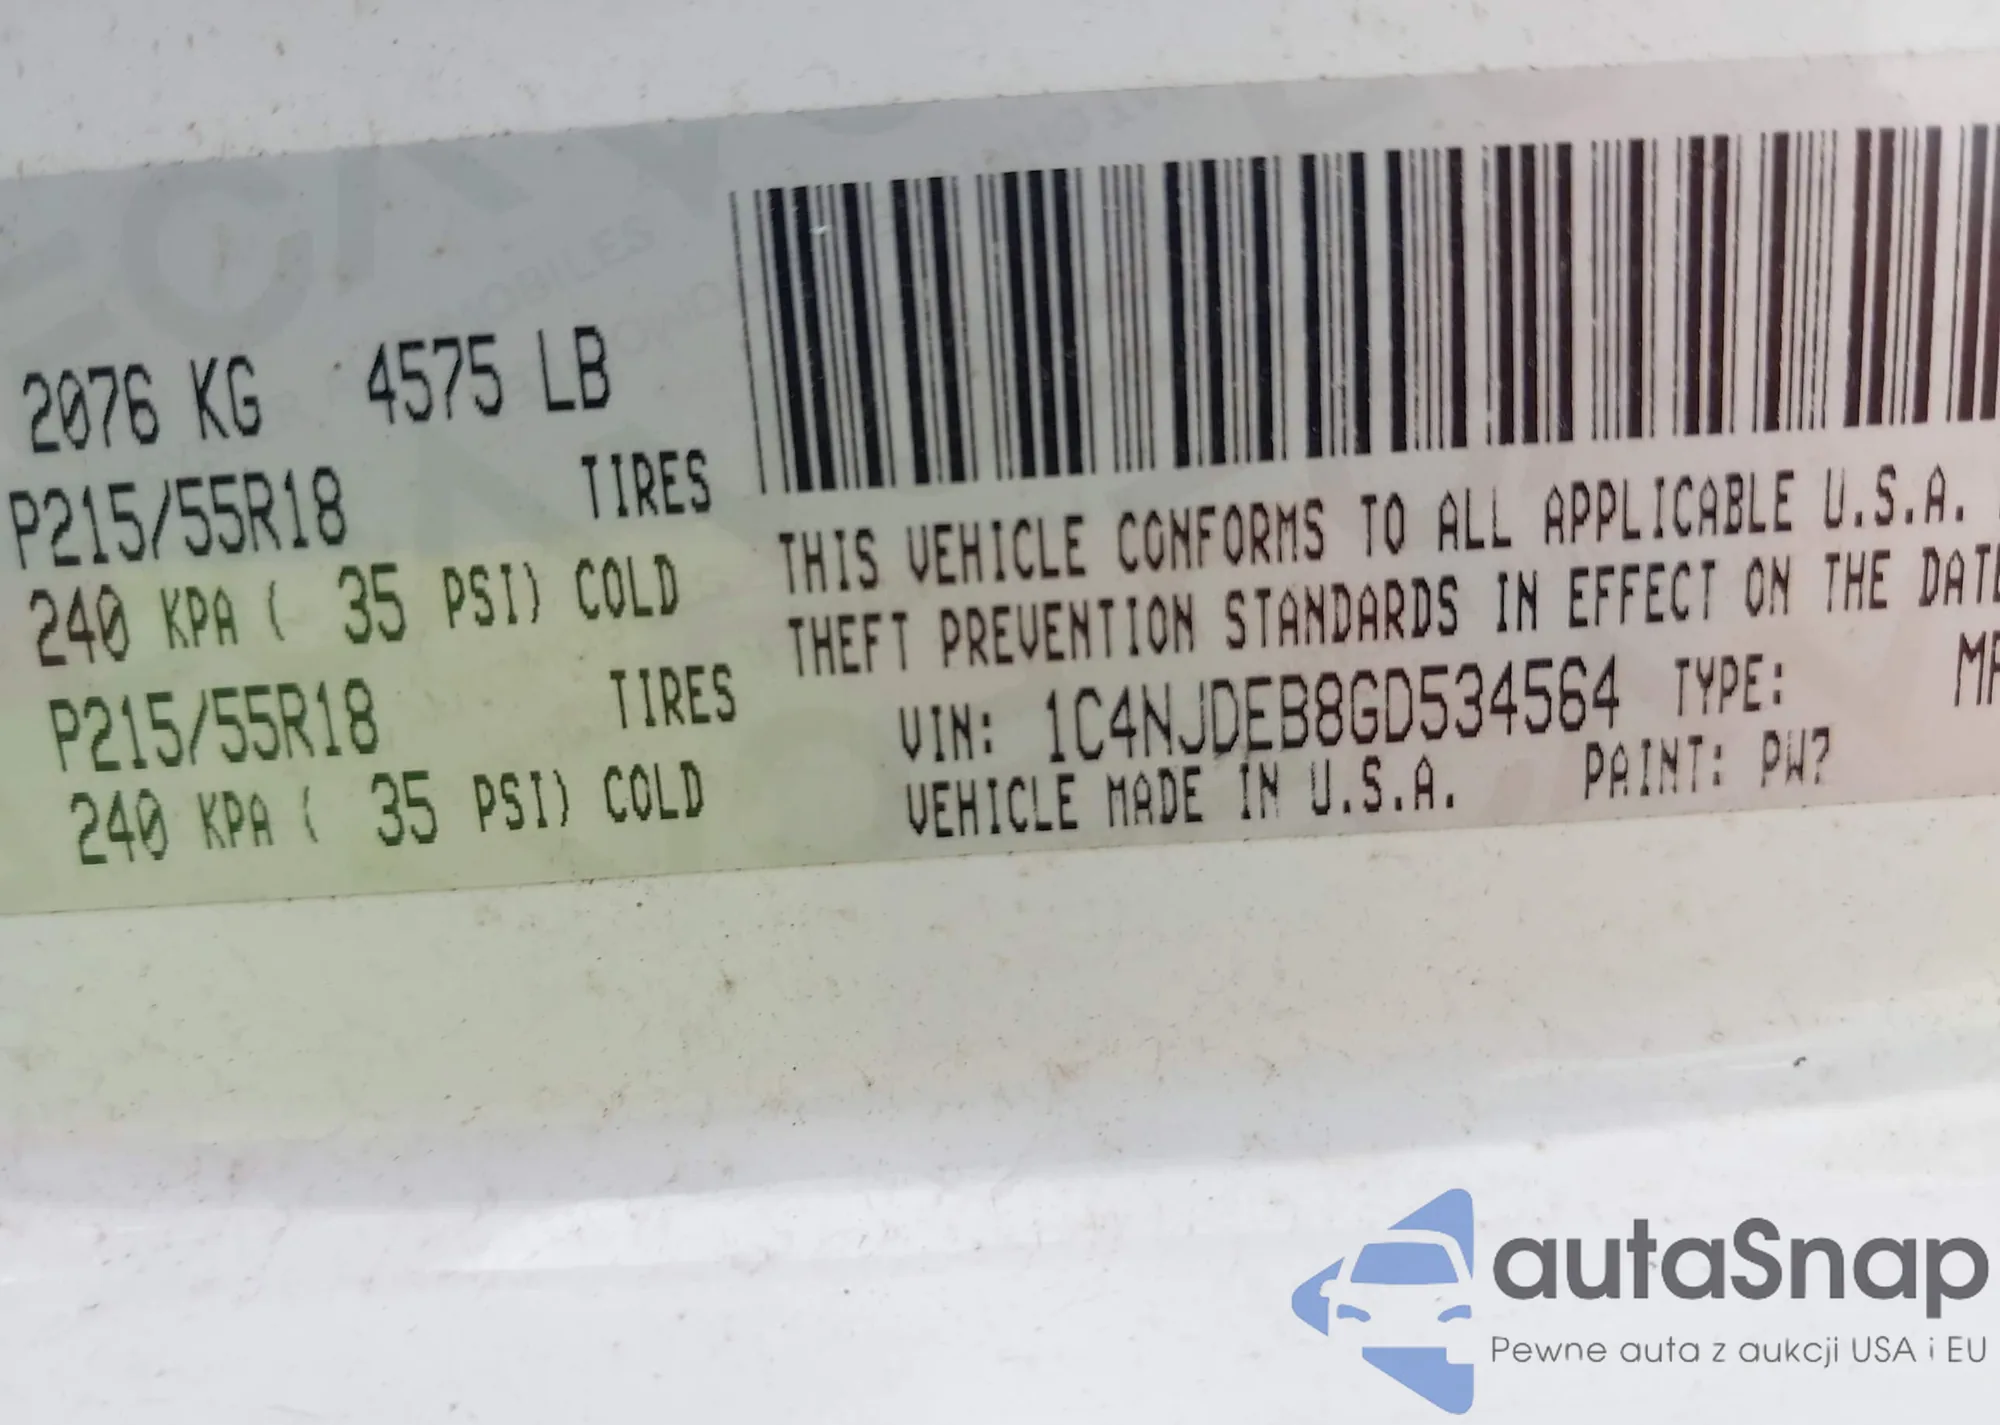 2076 KG 4575 LB
P215/55R18 TIRES
240 KPA ( 35 PSI) COLD
P215/55R18 TIRES
240 KPA ( 35 PSI) COLD
THIS VEHICLE CONFORMS TO ALL APPLICABLE U.S.A.
THEFT PREVENTION STANDARDS IN EFFECT ON THE DATE
VIN: 1C4NJDEB8GD534564 TYPE:
VEHICLE MADE IN U.S.A. PAINT: PW7
autaSnap
Pewne auta z aukcji USA i EU